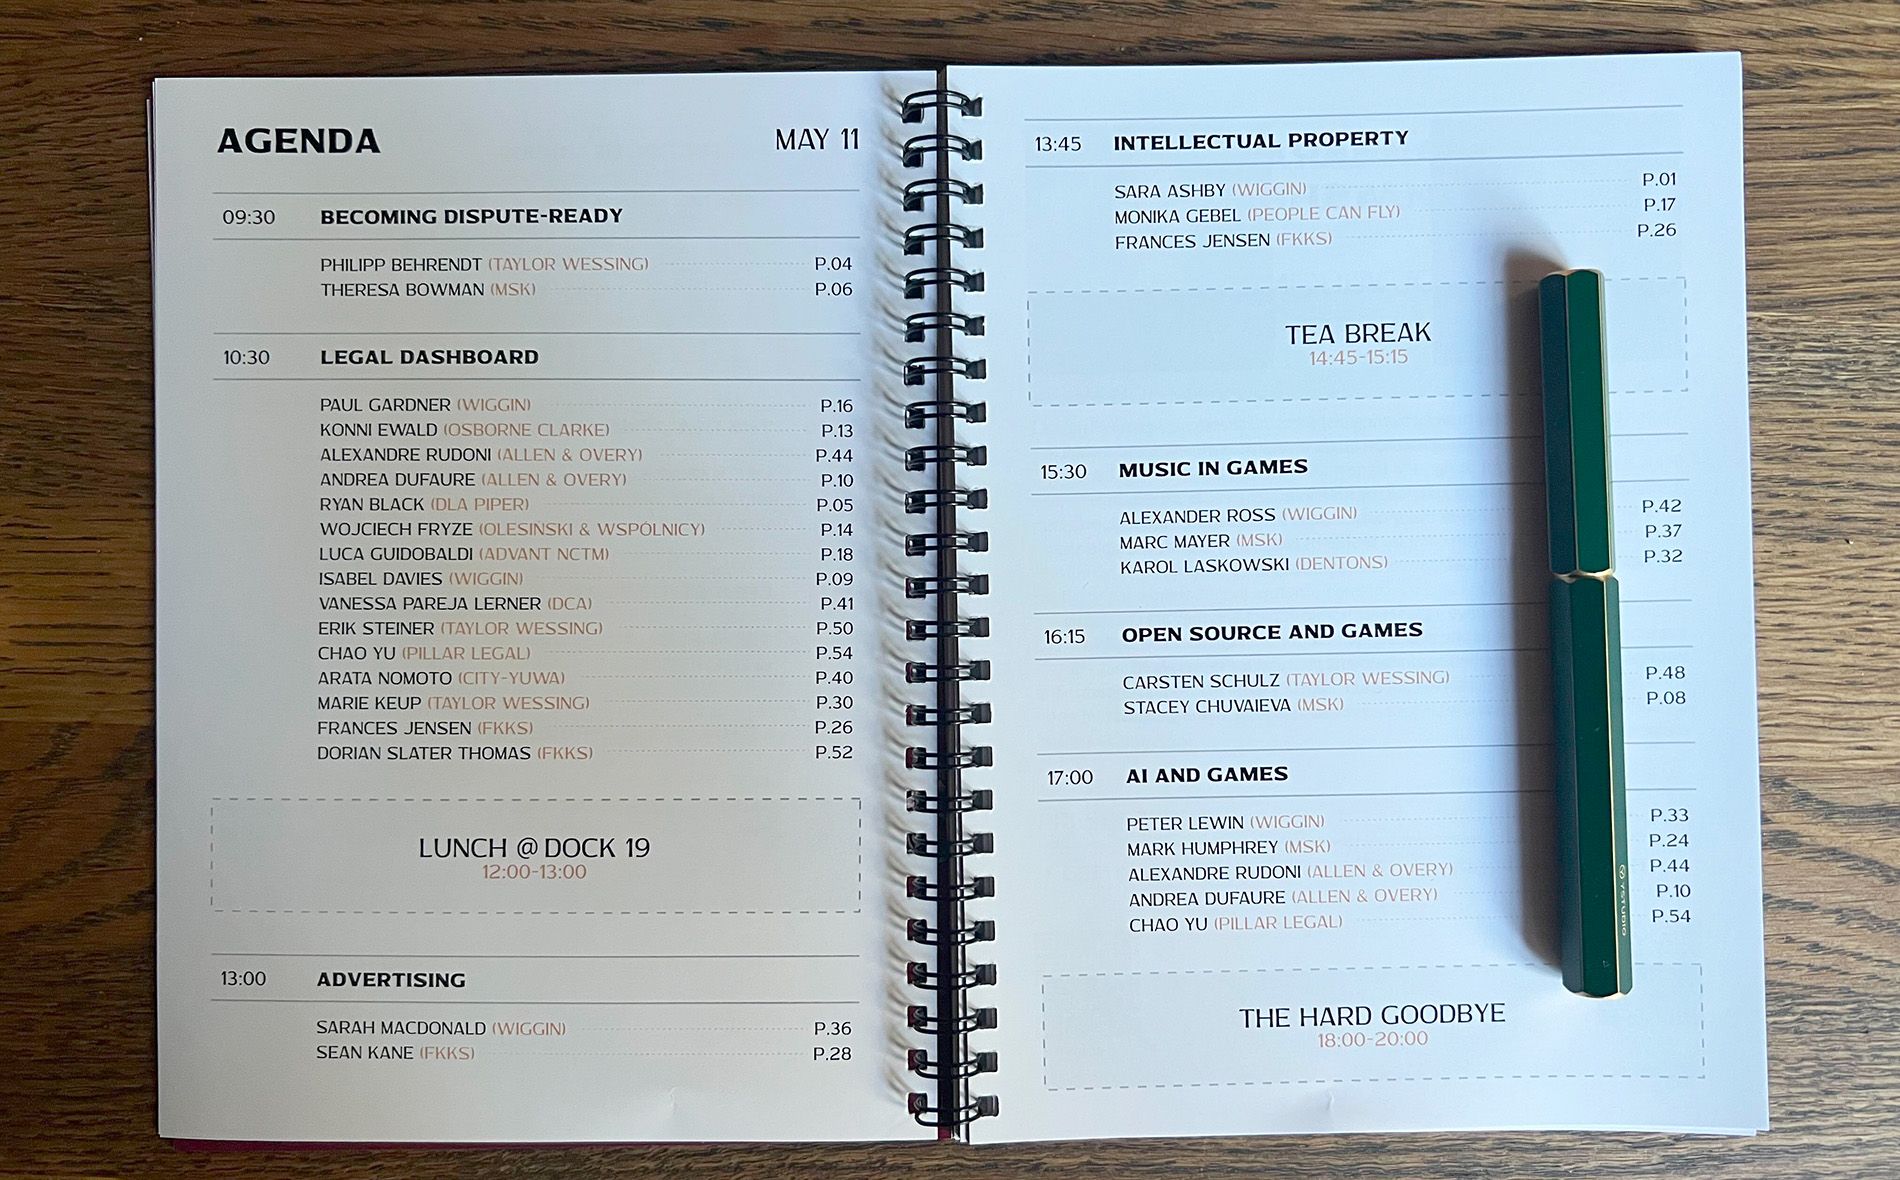 AGENDA MAY 11
09:30 BECOMING DISPUTE-READY
PHILIPP BEHRENDT (TAYLOR WESSING) P.04
THERESA BOWMAN (MSK) P.06
10:30 LEGAL DASHBOARD
PAUL GARDNER (WIGGIN) P.16
KONNI EWALD (OSBORNE CLARKE) P.13
ALEXANDRE RUDONI (ALLEN & OVERY) P.44
ANDREA DUFAURE (ALLEN & OVERY) P.10
RYAN BLACK (DLA PIPER) P.05
WOJCIECH FRYZE (OLESIŃSKI & WSPÓLNICY) P.14
LUCA GUIDOBALDI (ADVANT NCTM) P.18
ISABEL DAVIES (WIGGIN) P.09
VANESSA PAREJA LERNER (DCA) P.41
ERIK STEINER (TAYLOR WESSING) P.50
CHAO YU (PILLAR LEGAL) P.54
ARATA NOMOTO (CITY-YUWA) P.40
MARIE KEUP (TAYLOR WESSING) P.30
FRANCES JENSEN (FKKS) P.26
DORIAN SLATER THOMAS (FKKS) P.52
LUNCH @ DOCK 19
12:00-13:00
13:00 ADVERTISING
SARAH MACDONALD (WIGGIN) P.36
SEAN KANE (FKKS) P.28
13:45 INTELLECTUAL PROPERTY
SARA ASHBY (WIGGIN) P.01
MONIKA GEBEL (PEOPLE CAN FLY) P.17
FRANCES JENSEN (FKKS) P.26
TEA BREAK
14:45-15:15
15:30 MUSIC IN GAMES
ALEXANDER ROSS (WIGGIN) P.42
MARC MAYER (MSK) P.37
KAROL LASKOWSKI (DENTONS) P.32
16:15 OPEN SOURCE AND GAMES
CARSTEN SCHULZ (TAYLOR WESSING) P.48
STACEY CHUVAIEVA (MSK) P.08
17:00 AI AND GAMES
PETER LEWIN (WIGGIN) P.33
MARK HUMPHREY (MSK) P.24
ALEXANDRE RUDONI (ALLEN & OVERY) P.44
ANDREA DUFAURE (ALLEN & OVERY) P.10
CHAO YU (PILLAR LEGAL) P.54
THE HARD GOODBYE
18:00-20:00
YSTUDIO